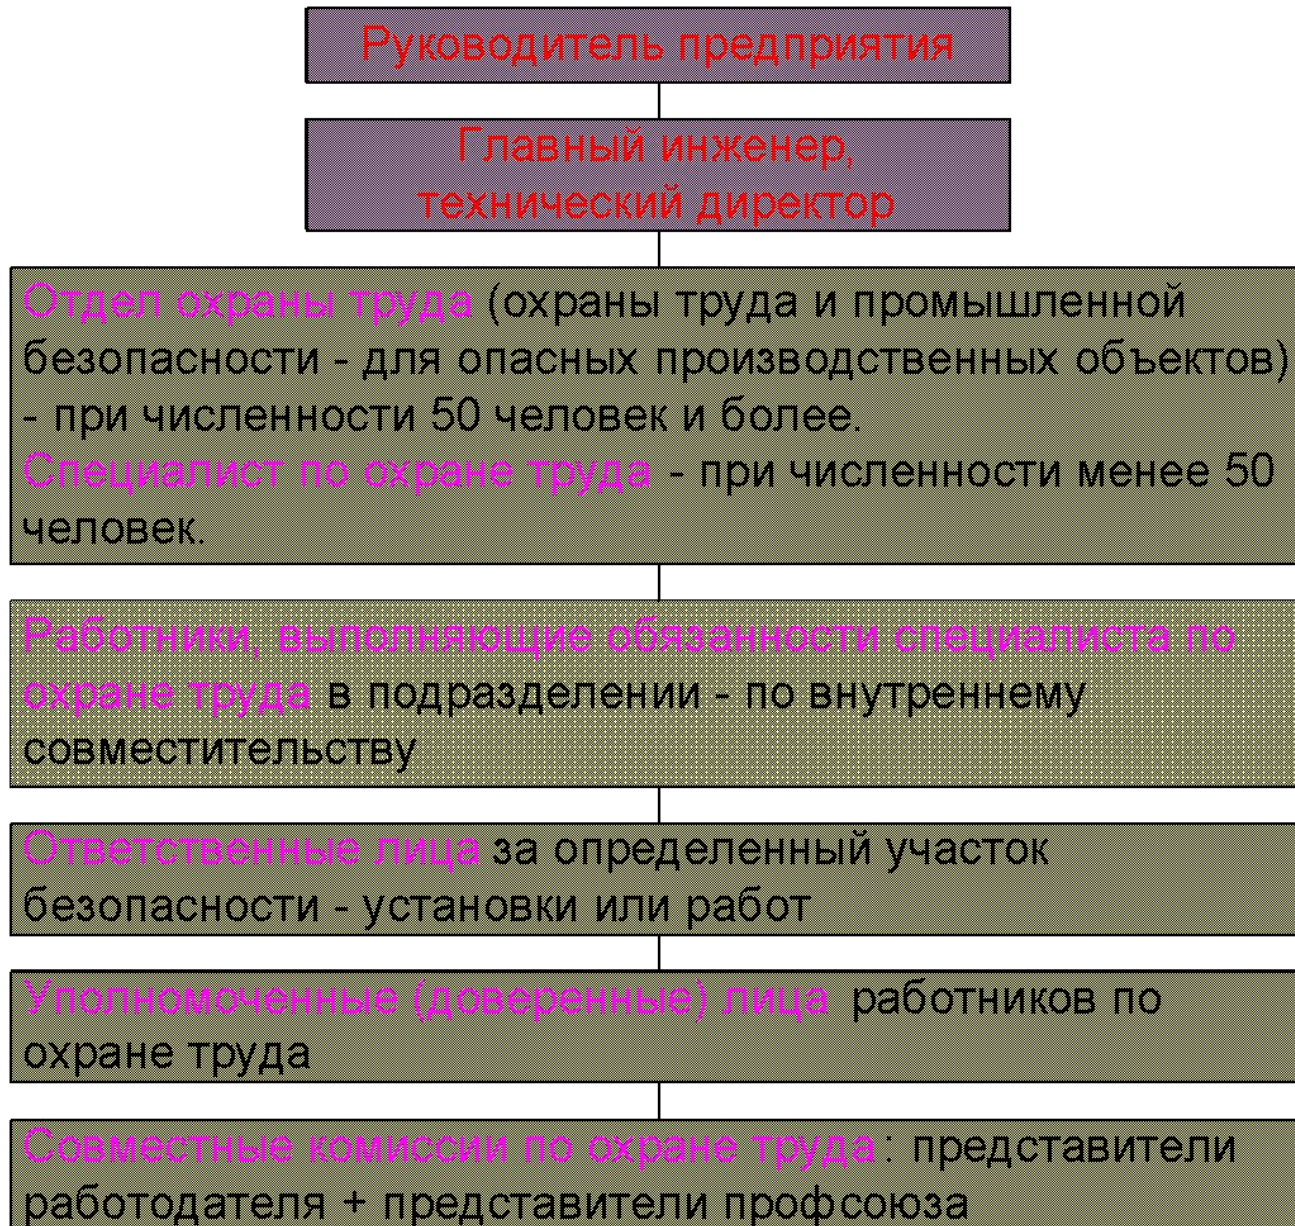 Руководитель предприятия
Главный инженер,
технический директор
Отдел охраны труда (охраны труда и промышленной
безопасности - для опасных производственных объектов)
- при численности 50 человек и более.
Специалист по охране труда - при численности менее 50
человек.
Работники, выполняющие обязанности специалиста по
охране труда в подразделении - по внутреннему
совместительству
Ответственные лица за определенный участок
безопасности - установки или работ
Уполномоченные (доверенные) лица работников по
охране труда
Совместные комиссии по охране труда: представители
работодателя + представители профсоюза